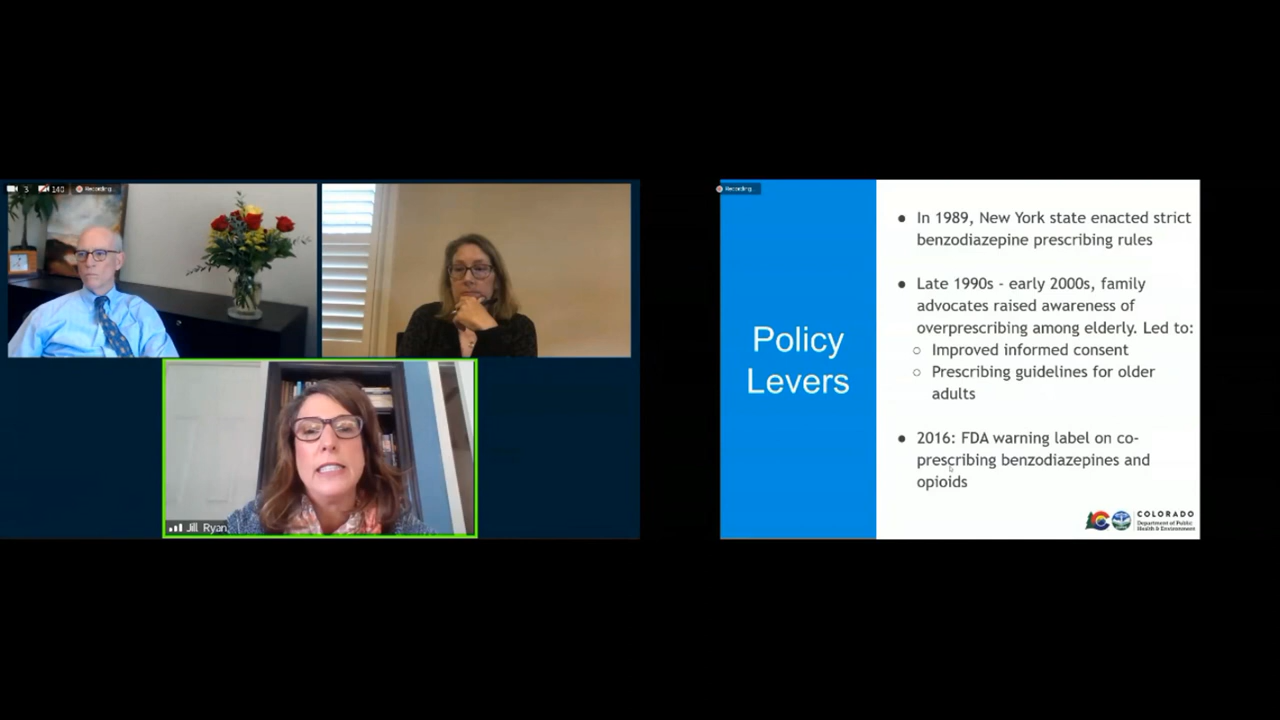 3 140 Recording...
Jill Ryan
Recording...
Policy
Levers
● In 1989, New York state enacted strict
benzodiazepine prescribing rules
● Late 1990s - early 2000s, family
advocates raised awareness of
overprescribing among elderly. Led to:
○ Improved informed consent
○ Prescribing guidelines for older
adults
● 2016: FDA warning label on co-
prescribing benzodiazepines and
opioids
COLORADO
Department of Public
Health & Environment